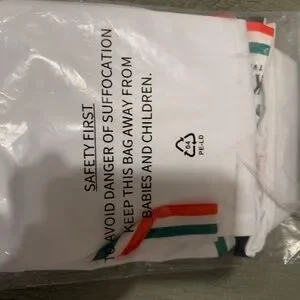 SAFETY FIRST
TO AVOID DANGER OF SUFFOCATION
KEEP THIS BAG AWAY FROM
BABIES AND CHILDREN.
04
PE-LD